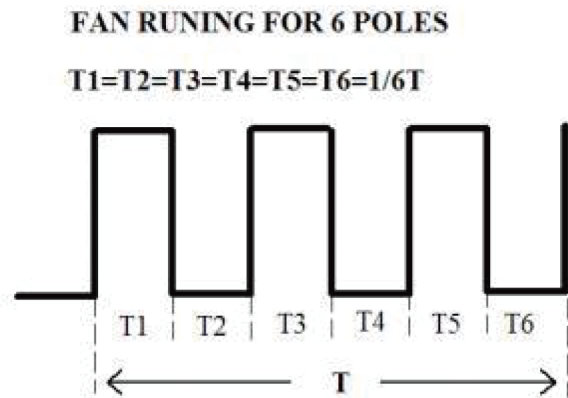 FAN RUNING FOR 6 POLES
T1=T2=T3=T4=T5=T6=1/6T
T1 T2 T3 T4 T5 T6
T